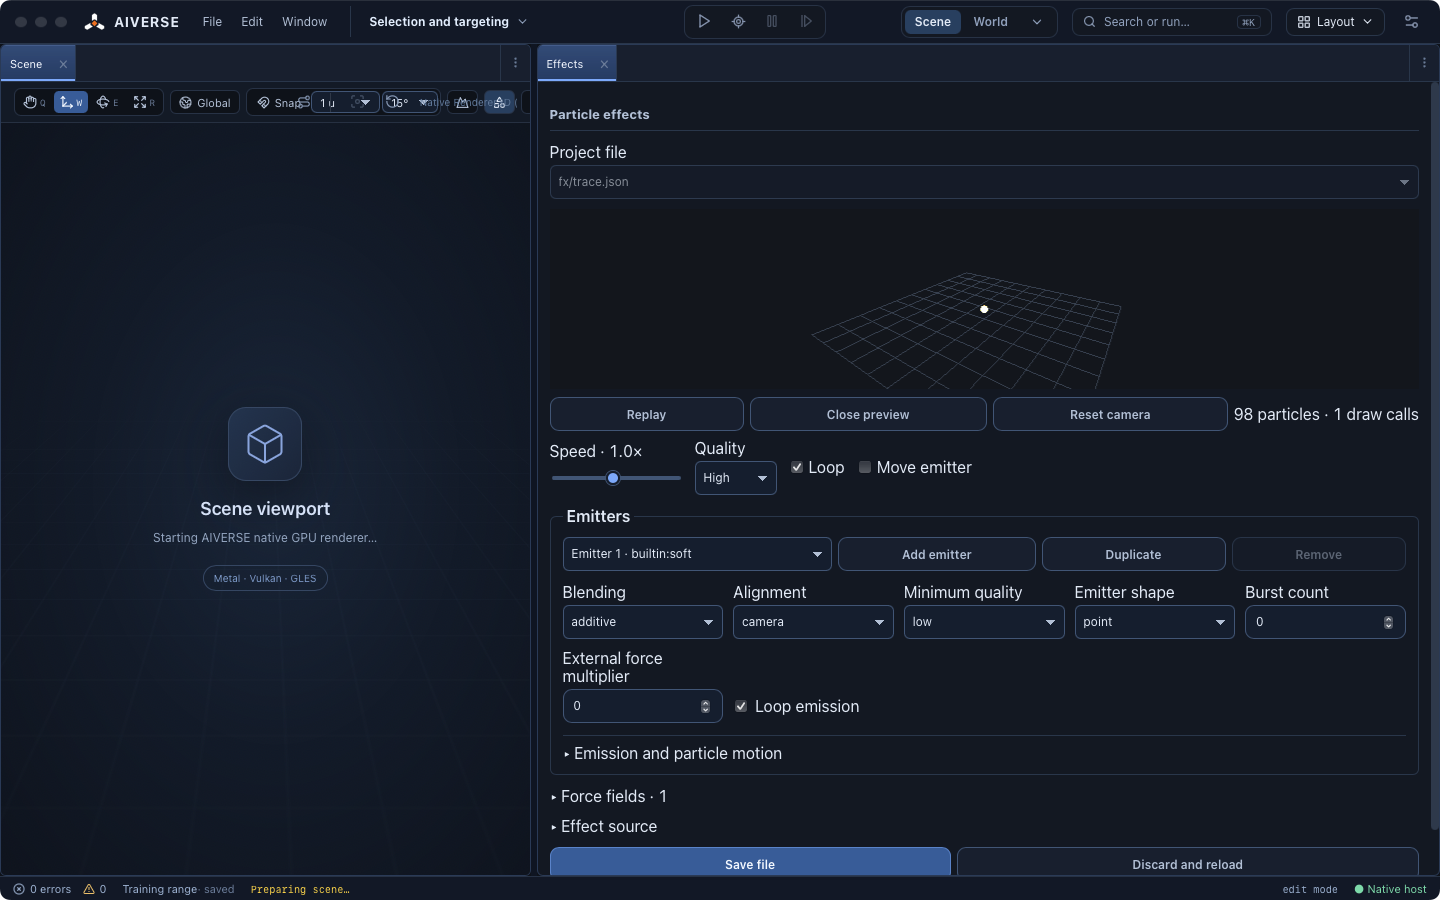 AIVERSE File Edit Window Selection and targeting Scene World Search or run... ⌘K Layout
Scene
Effects
Q W E R Global Snap 1 u 15°
Particle effects
Project file
fx/trace.json
Replay Close preview Reset camera 98 particles · 1 draw calls
Speed · 1.0×
Quality
High
Loop Move emitter
Emitters
Emitter 1 · builtin:soft Add emitter Duplicate Remove
Blending Alignment Minimum quality Emitter shape Burst count
additive camera low point 0
External force
multiplier
0 Loop emission
Emission and particle motion
Force fields · 1
Effect source
Save file Discard and reload
Scene viewport
Starting AIVERSE native GPU renderer...
Metal · Vulkan · GLES
0 errors 0 Training range · saved Preparing scene… edit mode Native host